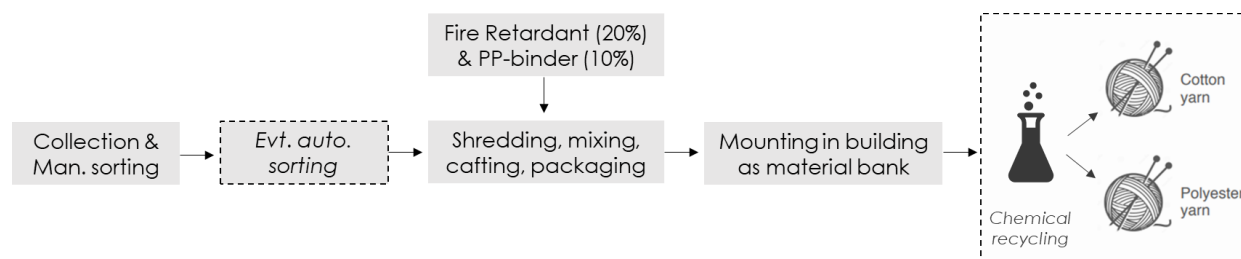 Fire Retardant (20%)
& PP-binder (10%)
Collection &
Man. sorting
Evt. auto.
sorting
Shredding, mixing,
cafting, packaging
Mounting in building
as material bank
Chemical
recycling
Cotton
yarn
Polyester
yarn